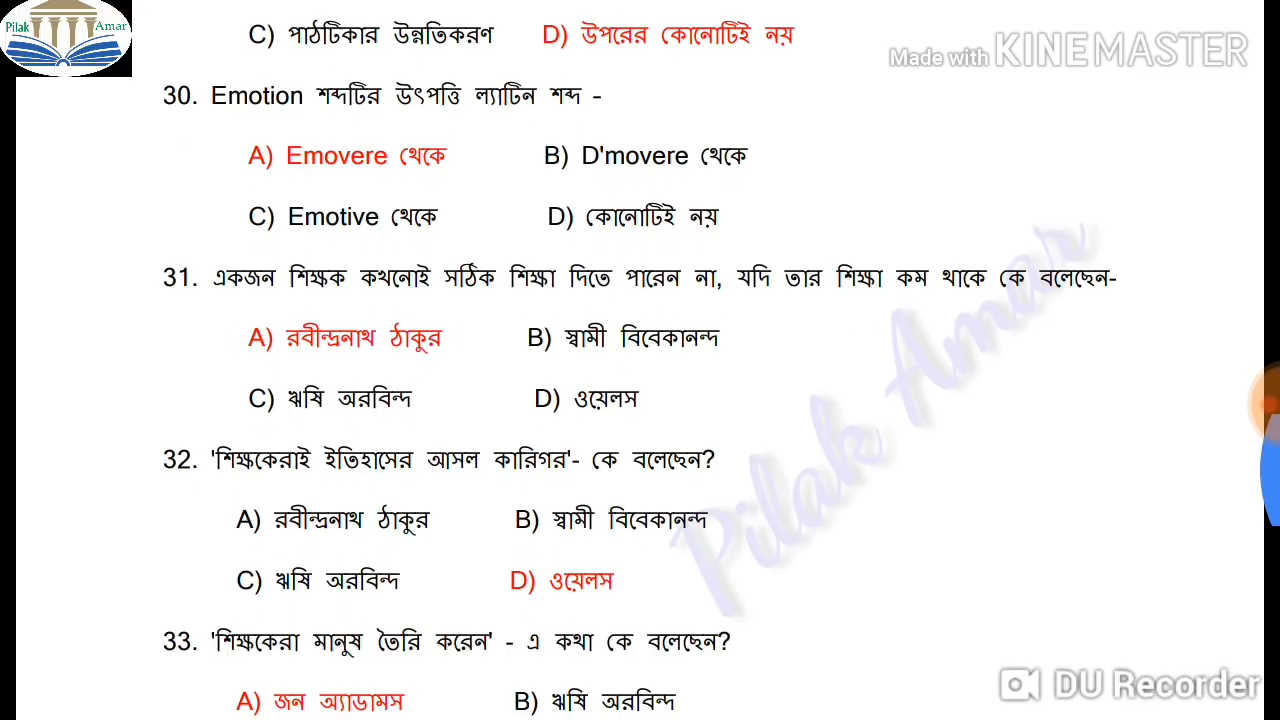 Pilak Amar
C) পাঠটিকার উন্নতিকরণ D) উপরের কোনোটিই নয়
Made with KINEMASTER
30. Emotion শব্দটির উৎপত্তি ল্যাটিন শব্দ -
A) Emovere থেকে B) D'movere থেকে
C) Emotive থেকে D) কোনোটিই নয়
31. একজন শিক্ষক কখনোই সঠিক শিক্ষা দিতে পারেন না, যদি তার শিক্ষা কম থাকে কে বলেছেন-
A) রবীন্দ্রনাথ ঠাকুর B) স্বামী বিবেকানন্দ
C) ঋষি অরবিন্দ D) ওয়েলস
32. 'শিক্ষকেরাই ইতিহাসের আসল কারিগর'- কে বলেছেন?
A) রবীন্দ্রনাথ ঠাকুর B) স্বামী বিবেকানন্দ
C) ঋষি অরবিন্দ D) ওয়েলস
Pilak Amar
33. 'শিক্ষকেরা মানুষ তৈরি করেন' - এ কথা কে বলেছেন?
A) জন অ্যাডামস B) ঋষি অরবিন্দ
DU Recorder